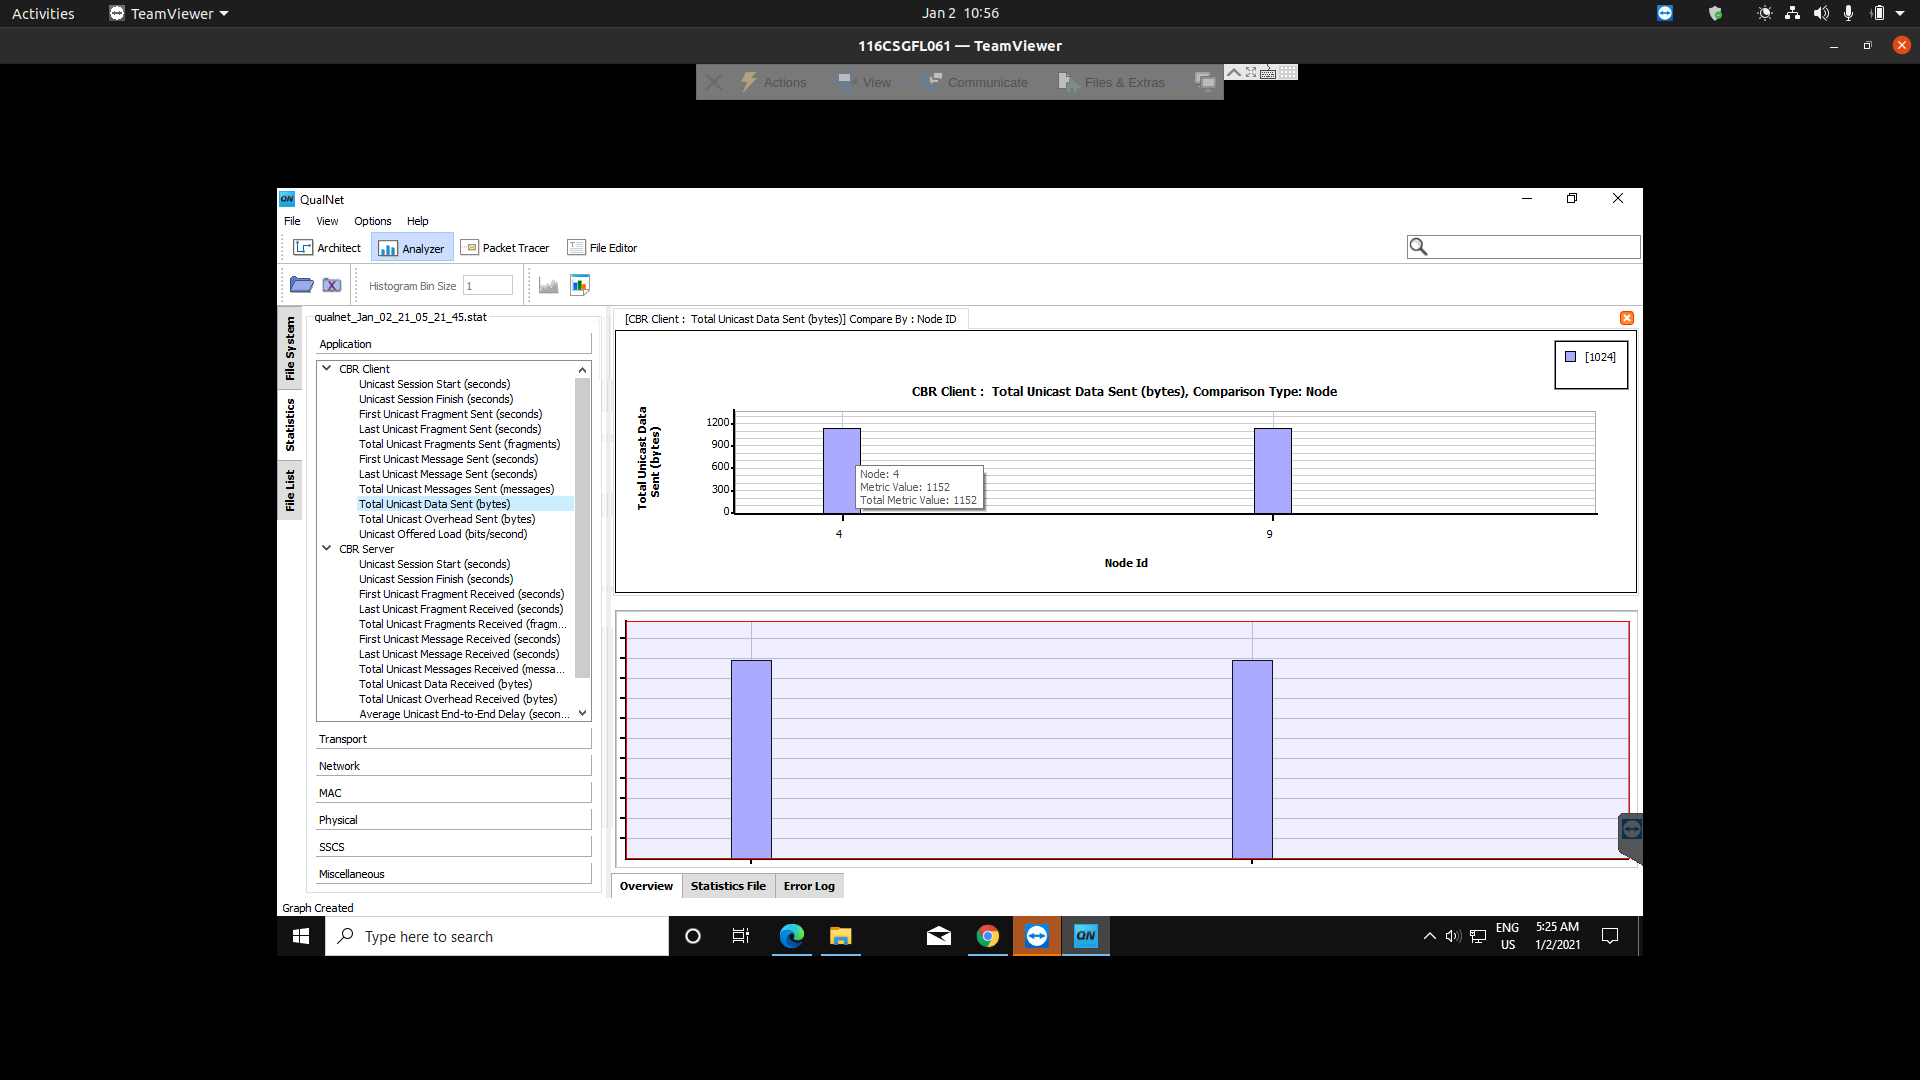 Activities
TeamViewer
Jan 2 10:56
116CSGFL061 — TeamViewer
Actions
View
Communicate
Files & Extras
QN QualNet
File View Options Help
Architect Analyzer Packet Tracer File Editor
Histogram Bin Size 1
File System
Statistics
File List
qualnet_Jan_02_21_05_21_45.stat
Application
CBR Client
Unicast Session Start (seconds)
Unicast Session Finish (seconds)
First Unicast Fragment Sent (seconds)
Last Unicast Fragment Sent (seconds)
Total Unicast Fragments Sent (fragments)
First Unicast Message Sent (seconds)
Last Unicast Message Sent (seconds)
Total Unicast Messages Sent (messages)
Total Unicast Data Sent (bytes)
Total Unicast Overhead Sent (bytes)
Unicast Offered Load (bits/second)
CBR Server
Unicast Session Start (seconds)
Unicast Session Finish (seconds)
First Unicast Fragment Received (seconds)
Last Unicast Fragment Received (seconds)
Total Unicast Fragments Received (fragm...
First Unicast Message Received (seconds)
Last Unicast Message Received (seconds)
Total Unicast Messages Received (messa...
Total Unicast Data Received (bytes)
Total Unicast Overhead Received (bytes)
Average Unicast End-to-End Delay (secon...
Transport
Network
MAC
Physical
SSCS
Miscellaneous
[CBR Client : Total Unicast Data Sent (bytes)] Compare By : Node ID
[1024]
CBR Client : Total Unicast Data Sent (bytes), Comparison Type: Node
Total Unicast Data
Sent (bytes)
1200
900
600
300
0
Node: 4
Metric Value: 1152
Total Metric Value: 1152
4
9
Node Id
Overview Statistics File Error Log
Graph Created
Type here to search
QN
ENG
US
5:25 AM
1/2/2021